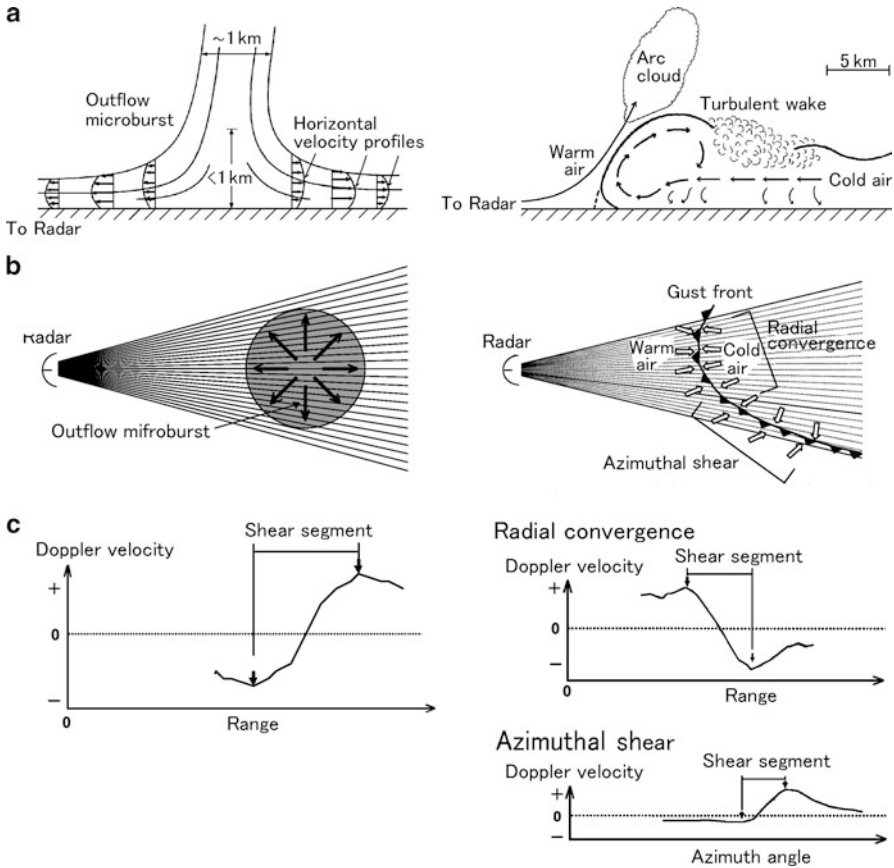 a
~1 km
Outflow
microburst
Horizontal
velocity profiles
<1 km
To Radar
Arc
cloud
5 km
Turbulent wake
Warm
air
Cold air
To Radar
b
Radar
Outflow mifroburst
Gust front
Radar
Radial
convergence
Warm
air
Cold
air
Azimuthal shear
c
Shear segment
Doppler velocity
+
0
−
0
Range
Radial convergence
Shear segment
Doppler velocity
+
0
−
0
Range
Azimuthal shear
Shear segment
Doppler velocity
+
0
−
Azimuth angle